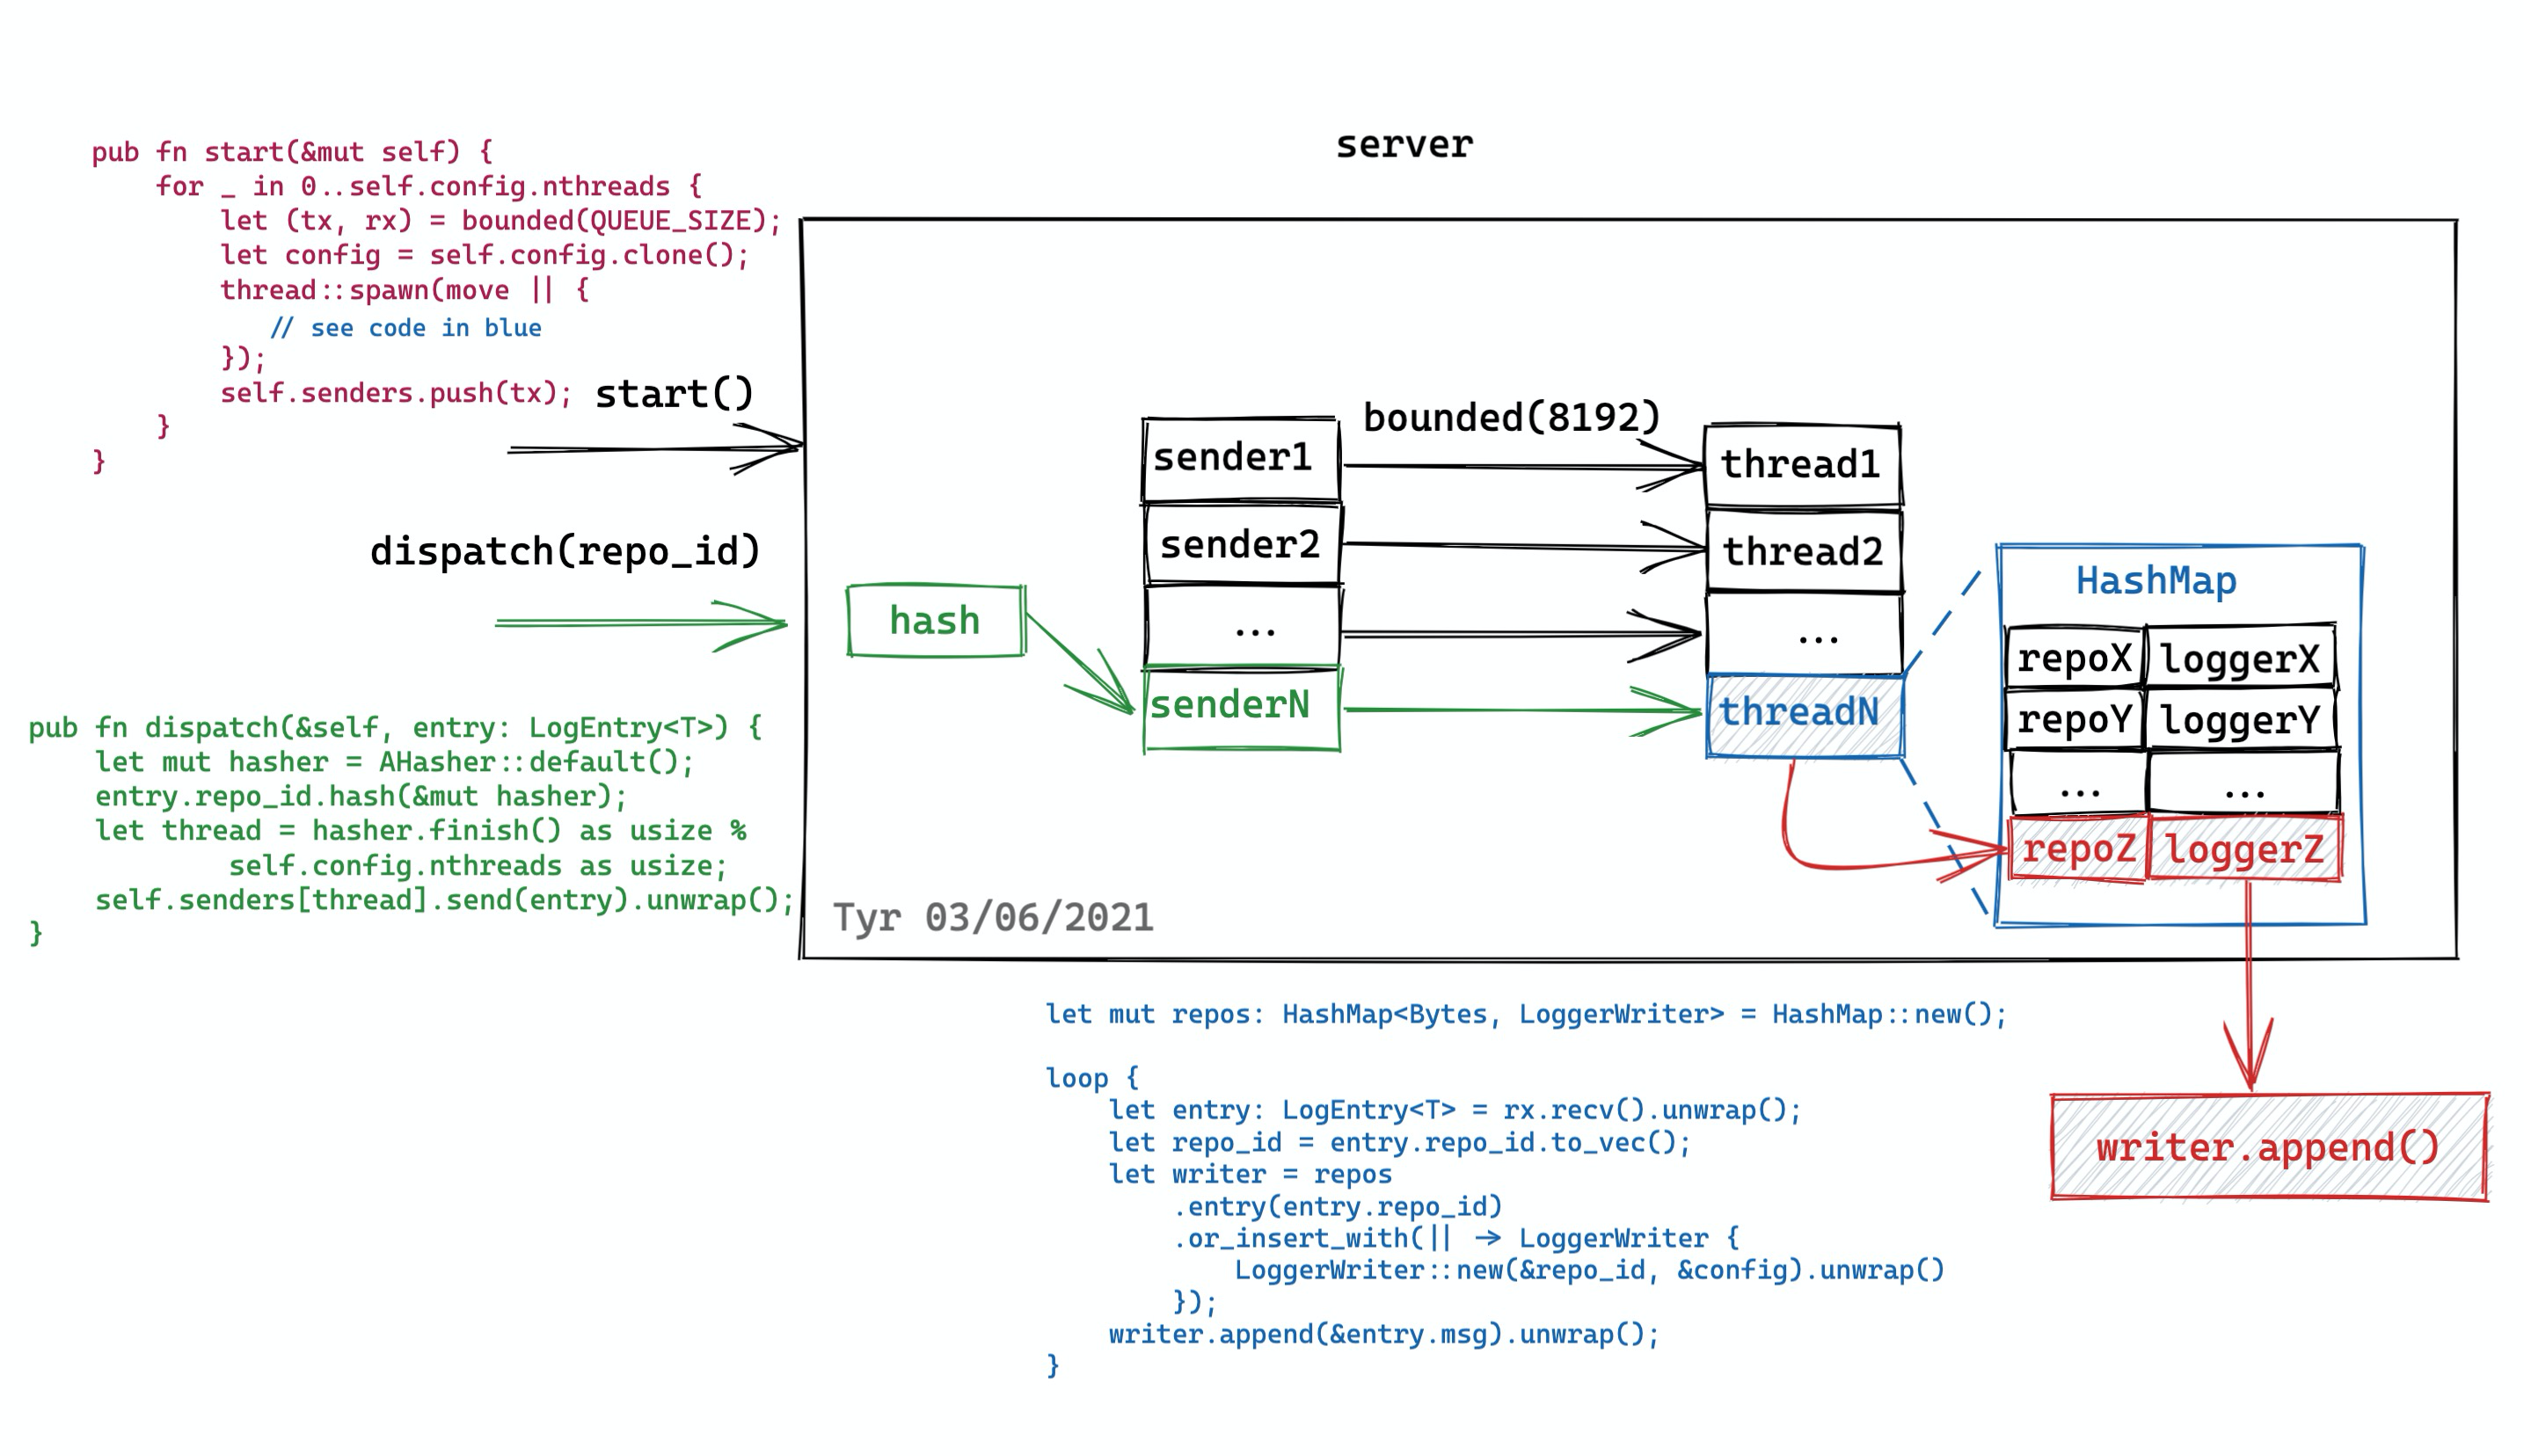 server
pub fn start(&mut self) {
    for _ in 0..self.config.nthreads {
        let (tx, rx) = bounded(QUEUE_SIZE);
        let config = self.config.clone();
        thread::spawn(move || {
            // see code in blue
        });
        self.senders.push(tx);
    }
}
start()
dispatch(repo_id)
pub fn dispatch(&self, entry: LogEntry<T>) {
    let mut hasher = AHasher::default();
    entry.repo_id.hash(&mut hasher);
    let thread = hasher.finish() as usize %
            self.config.nthreads as usize;
    self.senders[thread].send(entry).unwrap();
}
hash
sender1
sender2
...
senderN
bounded(8192)
thread1
thread2
...
threadN
HashMap
repoX loggerX
repoY loggerY
... ...
repoZ loggerZ
Tyr 03/06/2021
let mut repos: HashMap<Bytes, LoggerWriter> = HashMap::new();
loop {
    let entry: LogEntry<T> = rx.recv().unwrap();
    let repo_id = entry.repo_id.to_vec();
    let writer = repos
        .entry(entry.repo_id)
        .or_insert_with(|| → LoggerWriter {
            LoggerWriter::new(&repo_id, &config).unwrap()
        });
    writer.append(&entry.msg).unwrap();
}
writer.append()